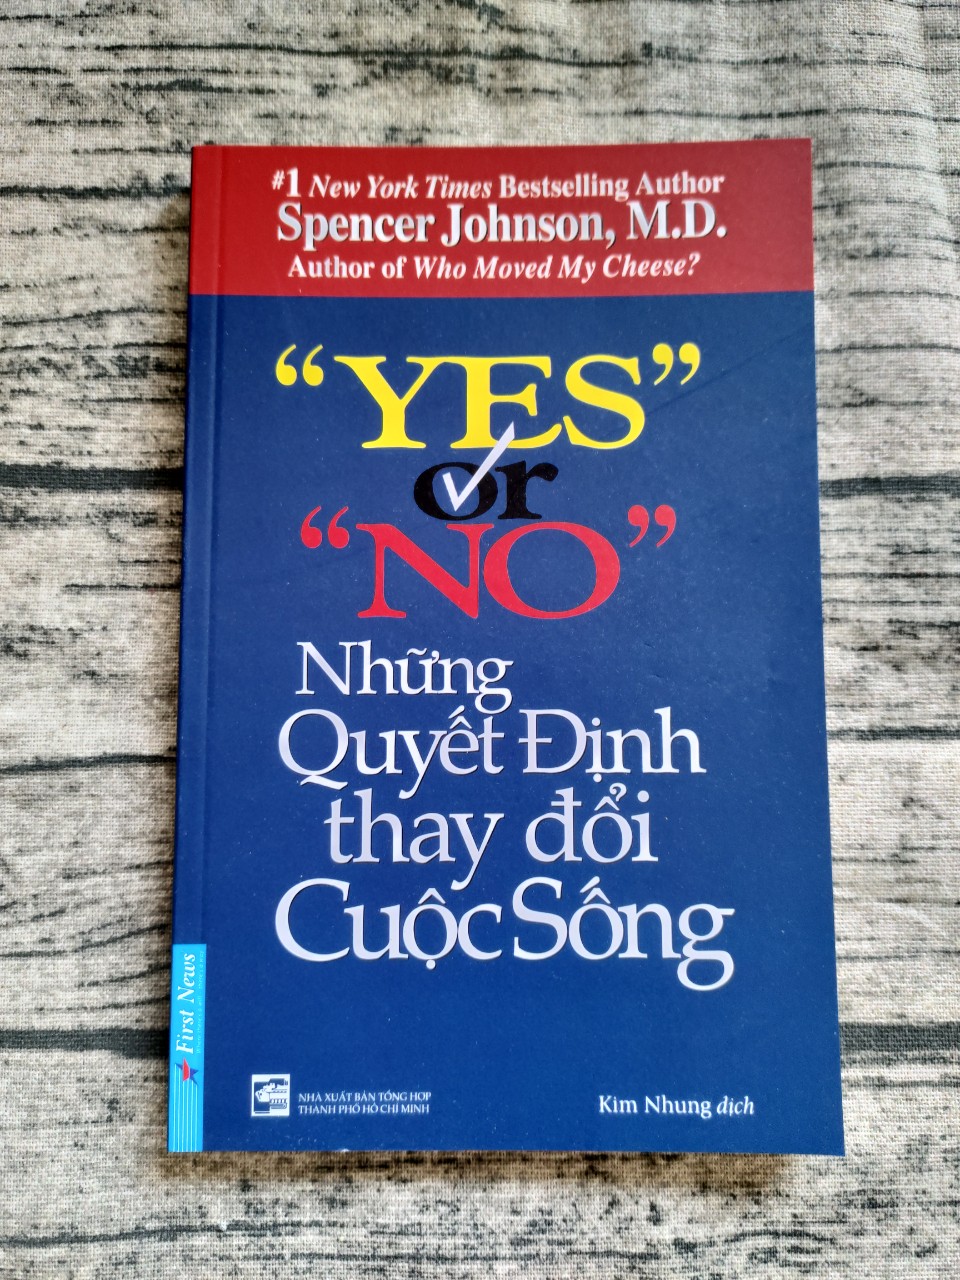 #1 New York Times Bestselling Author
Spencer Johnson, M.D.
Author of Who Moved My Cheese?
“YES”
or
“NO”
Những
Quyết Định
thay đổi
Cuộc Sống
First News
NHÀ XUẤT BẢN TỔNG HỢP
THÀNH PHỐ HỒ CHÍ MINH
Kim Nhung dịch